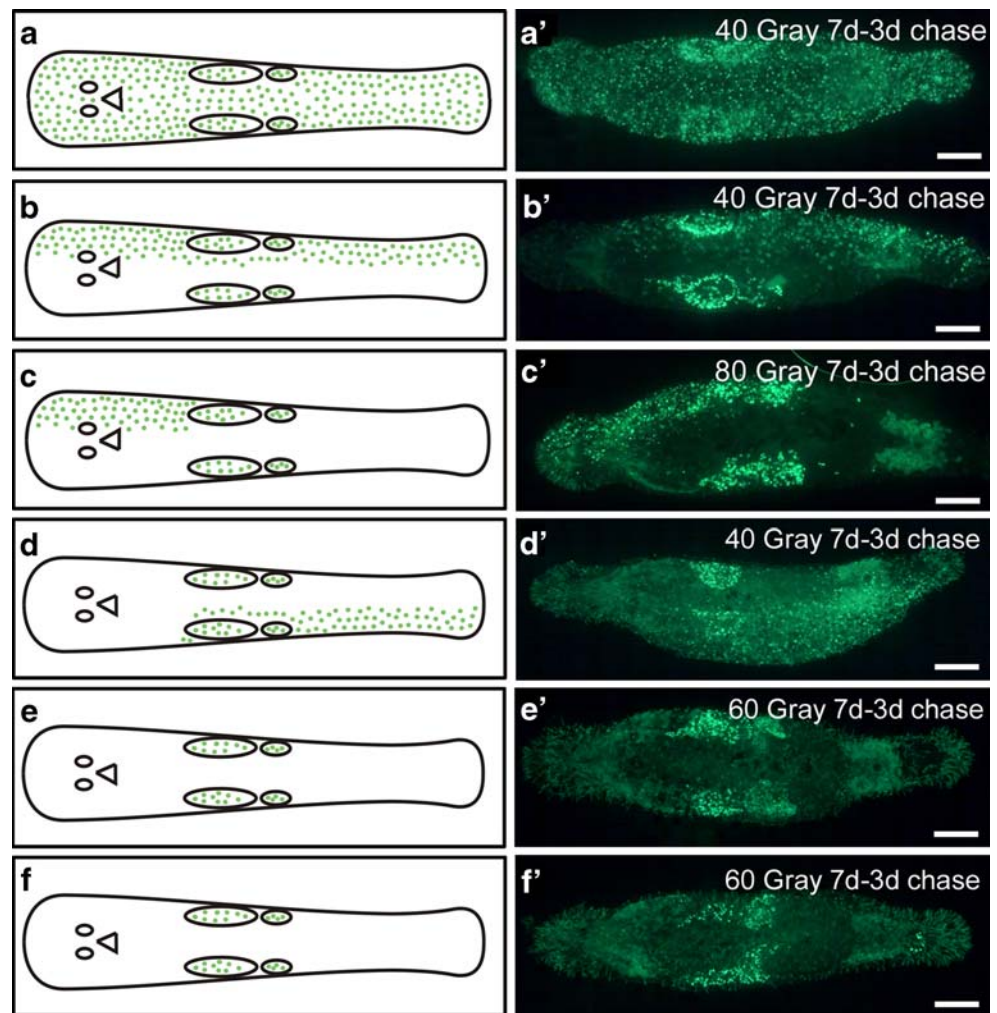 a
a’ 40 Gray 7d-3d chase
b
b’ 40 Gray 7d-3d chase
c
c’ 80 Gray 7d-3d chase
d
d’ 40 Gray 7d-3d chase
e
e’ 60 Gray 7d-3d chase
f
f’ 60 Gray 7d-3d chase